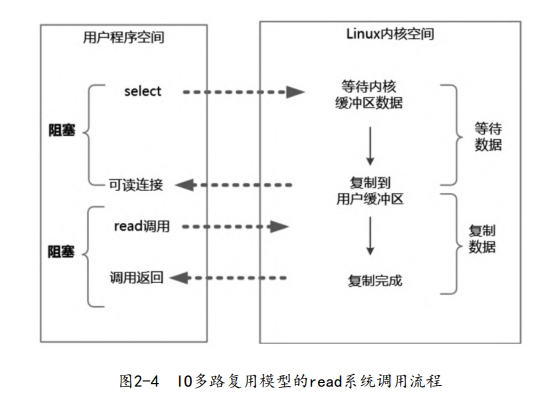 用户程序空间
Linux内核空间
select
等待内核
缓冲区数据
阻塞
等待
数据
可读连接
复制到
用户缓冲区
read调用
阻塞
复制
数据
调用返回
复制完成
图2-4 IO多路复用模型的read系统调用流程